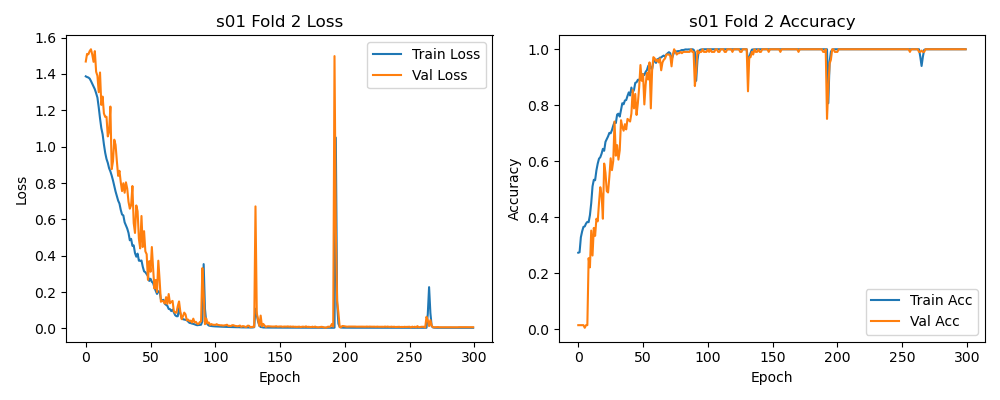 s01 Fold 2 Loss
1.6
1.4
1.2
1.0
0.8
0.6
0.4
0.2
0.0
Loss
0 50 100 150 200 250 300
Epoch
Train Loss
Val Loss
s01 Fold 2 Accuracy
1.0
0.8
0.6
0.4
0.2
0.0
Accuracy
0 50 100 150 200 250 300
Epoch
Train Acc
Val Acc